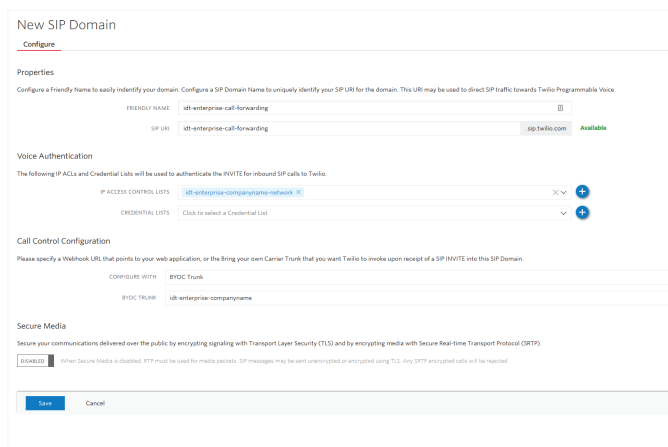 New SIP Domain
Configure
Properties
Configure a Friendly Name to easily indentify your domain. Configure a SIP Domain Name to uniquely identify your SIP URI for the domain. This URI may be used to direct SIP traffic towards Twilio Programmable Voice.
FRIENDLY NAME idt-enterprise-call-forwarding
SIP URI idt-enterprise-call-forwarding .sip.twilio.com Available
Voice Authentication
The following IP ACLs and Credential Lists will be used to authenticate the INVITE for inbound SIP calls to Twilio.
IP ACCESS CONTROL LISTS idt-enterprise-companyname-network ×
CREDENTIAL LISTS Click to select a Credential List
Call Control Configuration
Please specify a Webhook URL that points to your web application, or the Bring your own Carrier Trunk that you want Twilio to invoke upon receipt of a SIP INVITE into this SIP Domain.
CONFIGURE WITH BYOC Trunk
BYOC TRUNK idt-enterprise-companyname
Secure Media
Secure your communications delivered over the public by encrypting signaling with Transport Layer Security (TLS) and by encrypting media with Secure Real-time Transport Protocol (SRTP).
DISABLED When Secure Media is disabled, RTP must be used for media packets. SIP messages may be sent unencrypted or encrypted using TLS. Any SRTP encrypted calls will be rejected.
Save Cancel